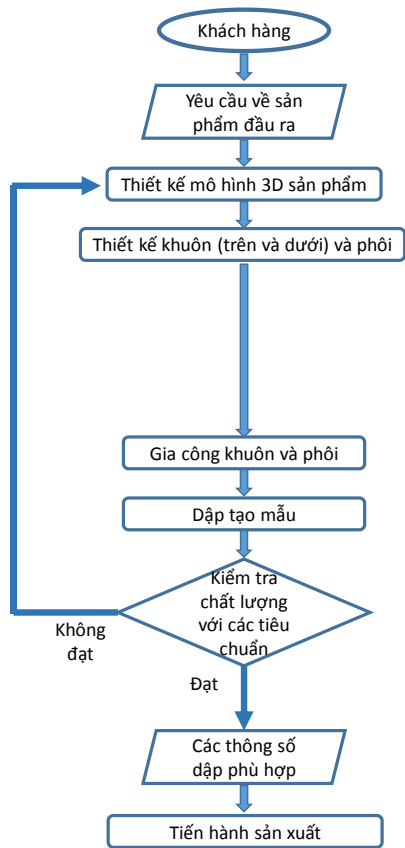 Khách hàng
Yêu cầu về sản
phẩm đầu ra
Thiết kế mô hình 3D sản phẩm
Thiết kế khuôn (trên và dưới) và phôi
Gia công khuôn và phôi
Dập tạo mẫu
Kiểm tra
chất lượng
với các tiêu
chuẩn
Không
đạt
Đạt
Các thông số
dập phù hợp
Tiến hành sản xuất